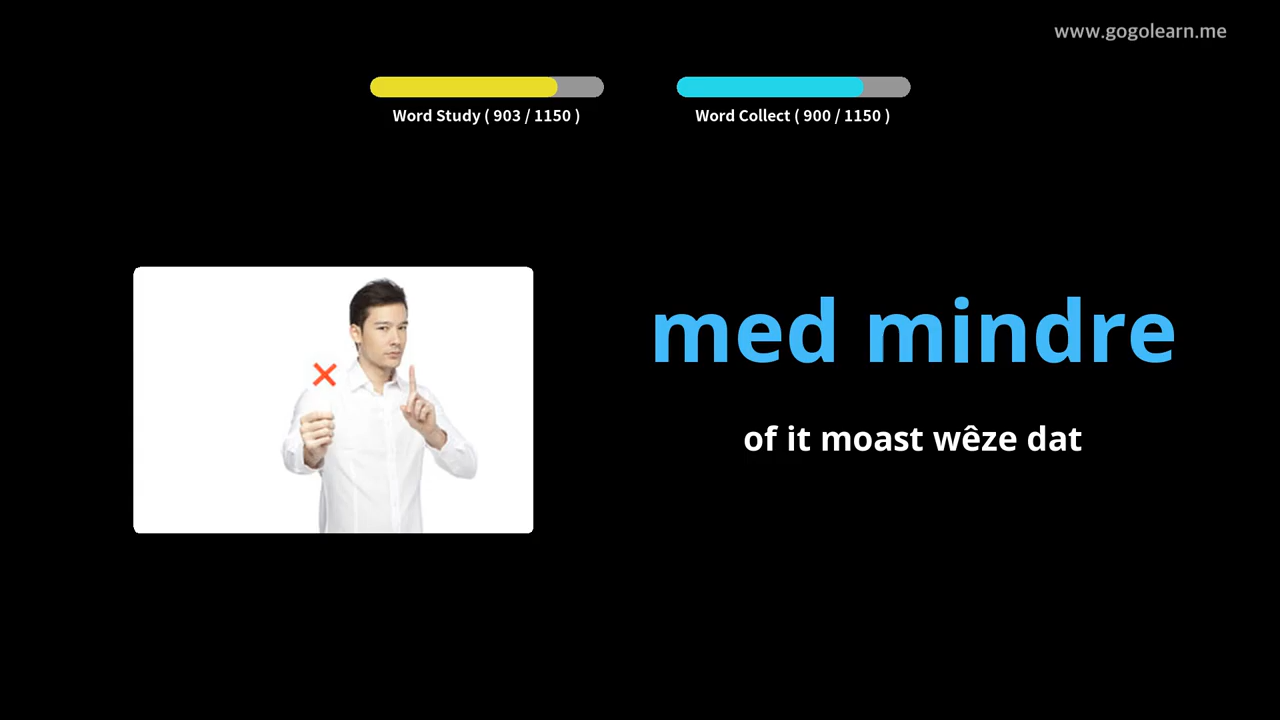 www.gogolearn.me
Word Study ( 903 / 1150 )
Word Collect ( 900 / 1150 )
med mindre
of it moast wêze dat